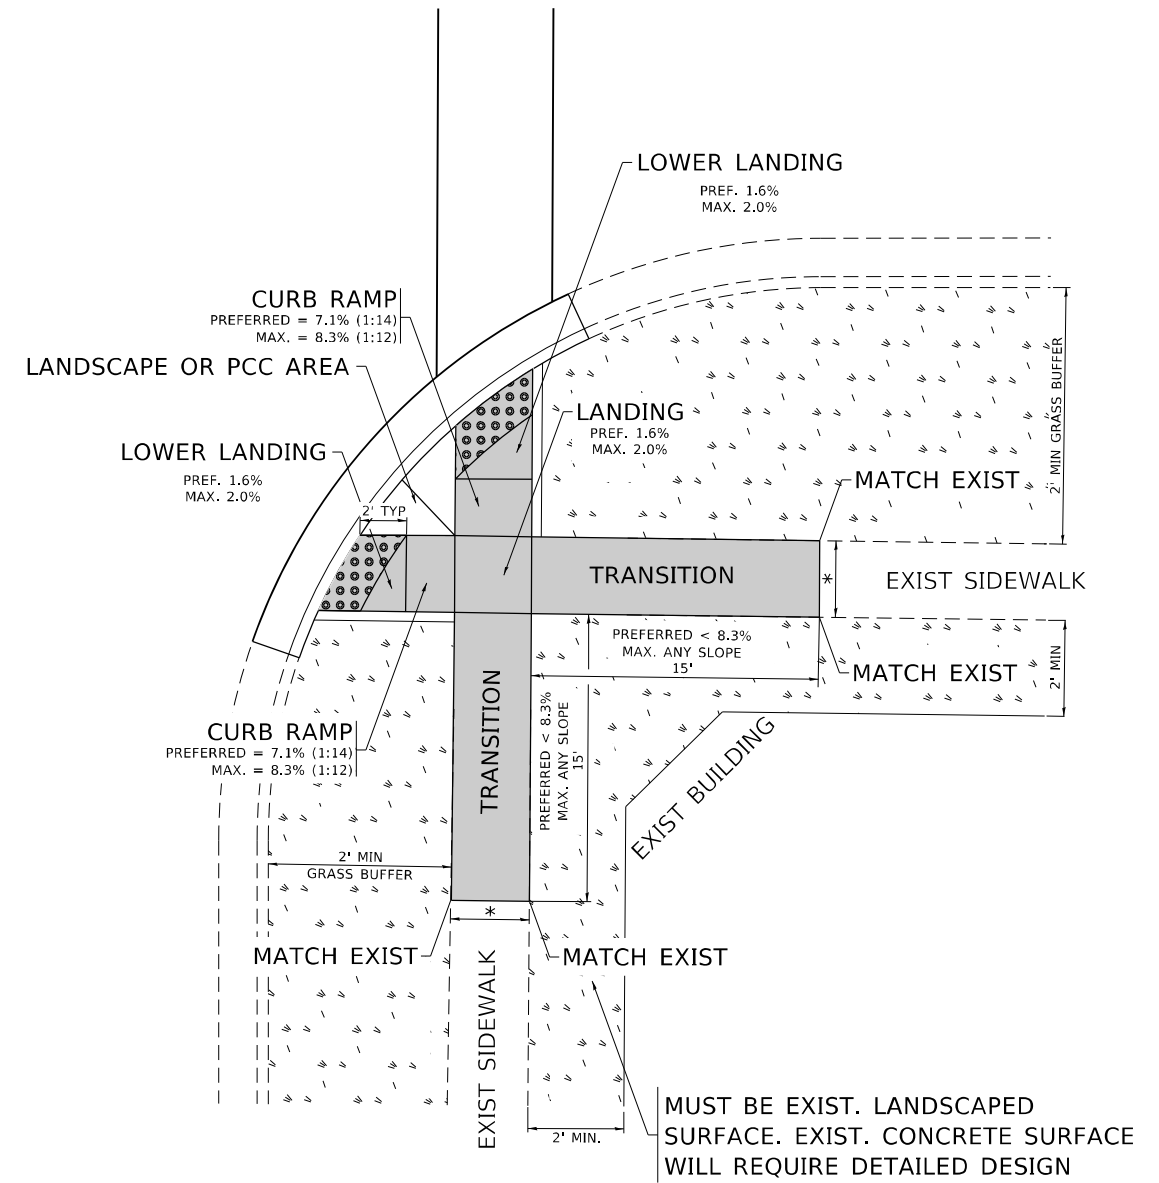 LOWER LANDING
PREF. 1.6%
MAX. 2.0%
CURB RAMP
PREFERRED = 7.1% (1:14)
MAX. = 8.3% (1:12)
LANDSCAPE OR PCC AREA
LANDING
PREF. 1.6%
MAX. 2.0%
LOWER LANDING
PREF. 1.6%
MAX. 2.0%
2' MIN GRASS BUFFER
MATCH EXIST
2' TYP
TRANSITION
*
EXIST SIDEWALK
PREFERRED < 8.3%
MAX. ANY SLOPE
15'
MATCH EXIST
2' MIN
TRANSITION
PREFERRED < 8.3%
MAX. ANY SLOPE
15'
CURB RAMP
PREFERRED = 7.1% (1:14)
MAX. = 8.3% (1:12)
EXIST BUILDING
2' MIN
GRASS BUFFER
*
MATCH EXIST
MATCH EXIST
EXIST SIDEWALK
2' MIN.
MUST BE EXIST. LANDSCAPED
SURFACE. EXIST. CONCRETE SURFACE
WILL REQUIRE DETAILED DESIGN